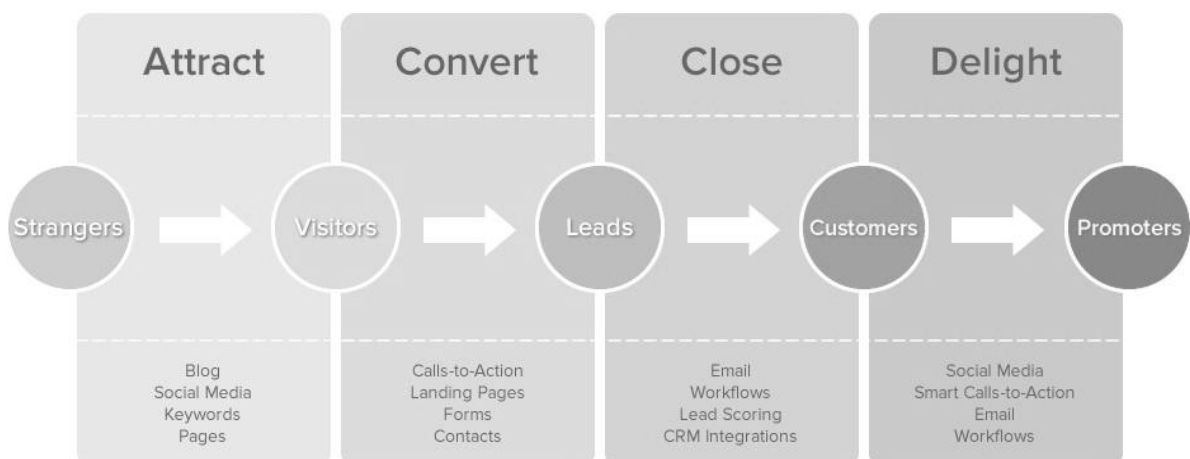 Attract
Convert
Close
Delight
Strangers
Visitors
Leads
Customers
Promoters
Blog
Social Media
Keywords
Pages
Calls-to-Action
Landing Pages
Forms
Contacts
Email
Workflows
Lead Scoring
CRM Integrations
Social Media
Smart Calls-to-Action
Email
Workflows